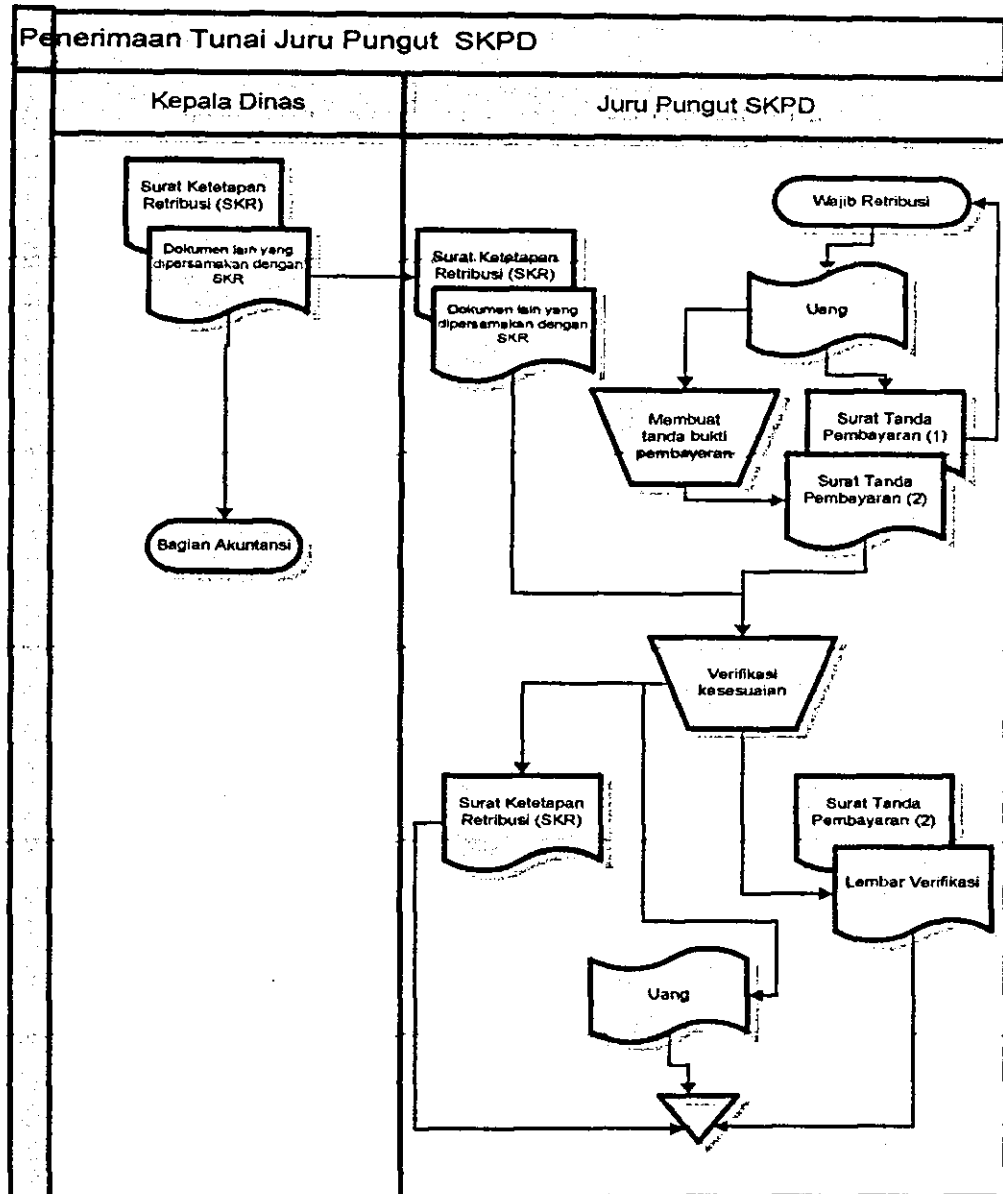 Penerimaan Tunai Juru Pungut SKPD
Kepala Dinas
Juru Pungut SKPD
Surat Ketetapan
Retribusi (SKR)
Dokumen lain yang
dipersamakan dengan
SKR
Bagian Akuntansi
Surat Ketetapan
Retribusi (SKR)
Dokumen lain yang
dipersamakan dengan
SKR
Wajib Retribusi
Uang
Membuat
tanda bukti
pembayaran
Surat Tanda
Pembayaran (1)
Surat Tanda
Pembayaran (2)
Verifikasi
kesesuaian
Surat Ketetapan
Retribusi (SKR)
Surat Tanda
Pembayaran (2)
Lembar Verifikasi
Uang